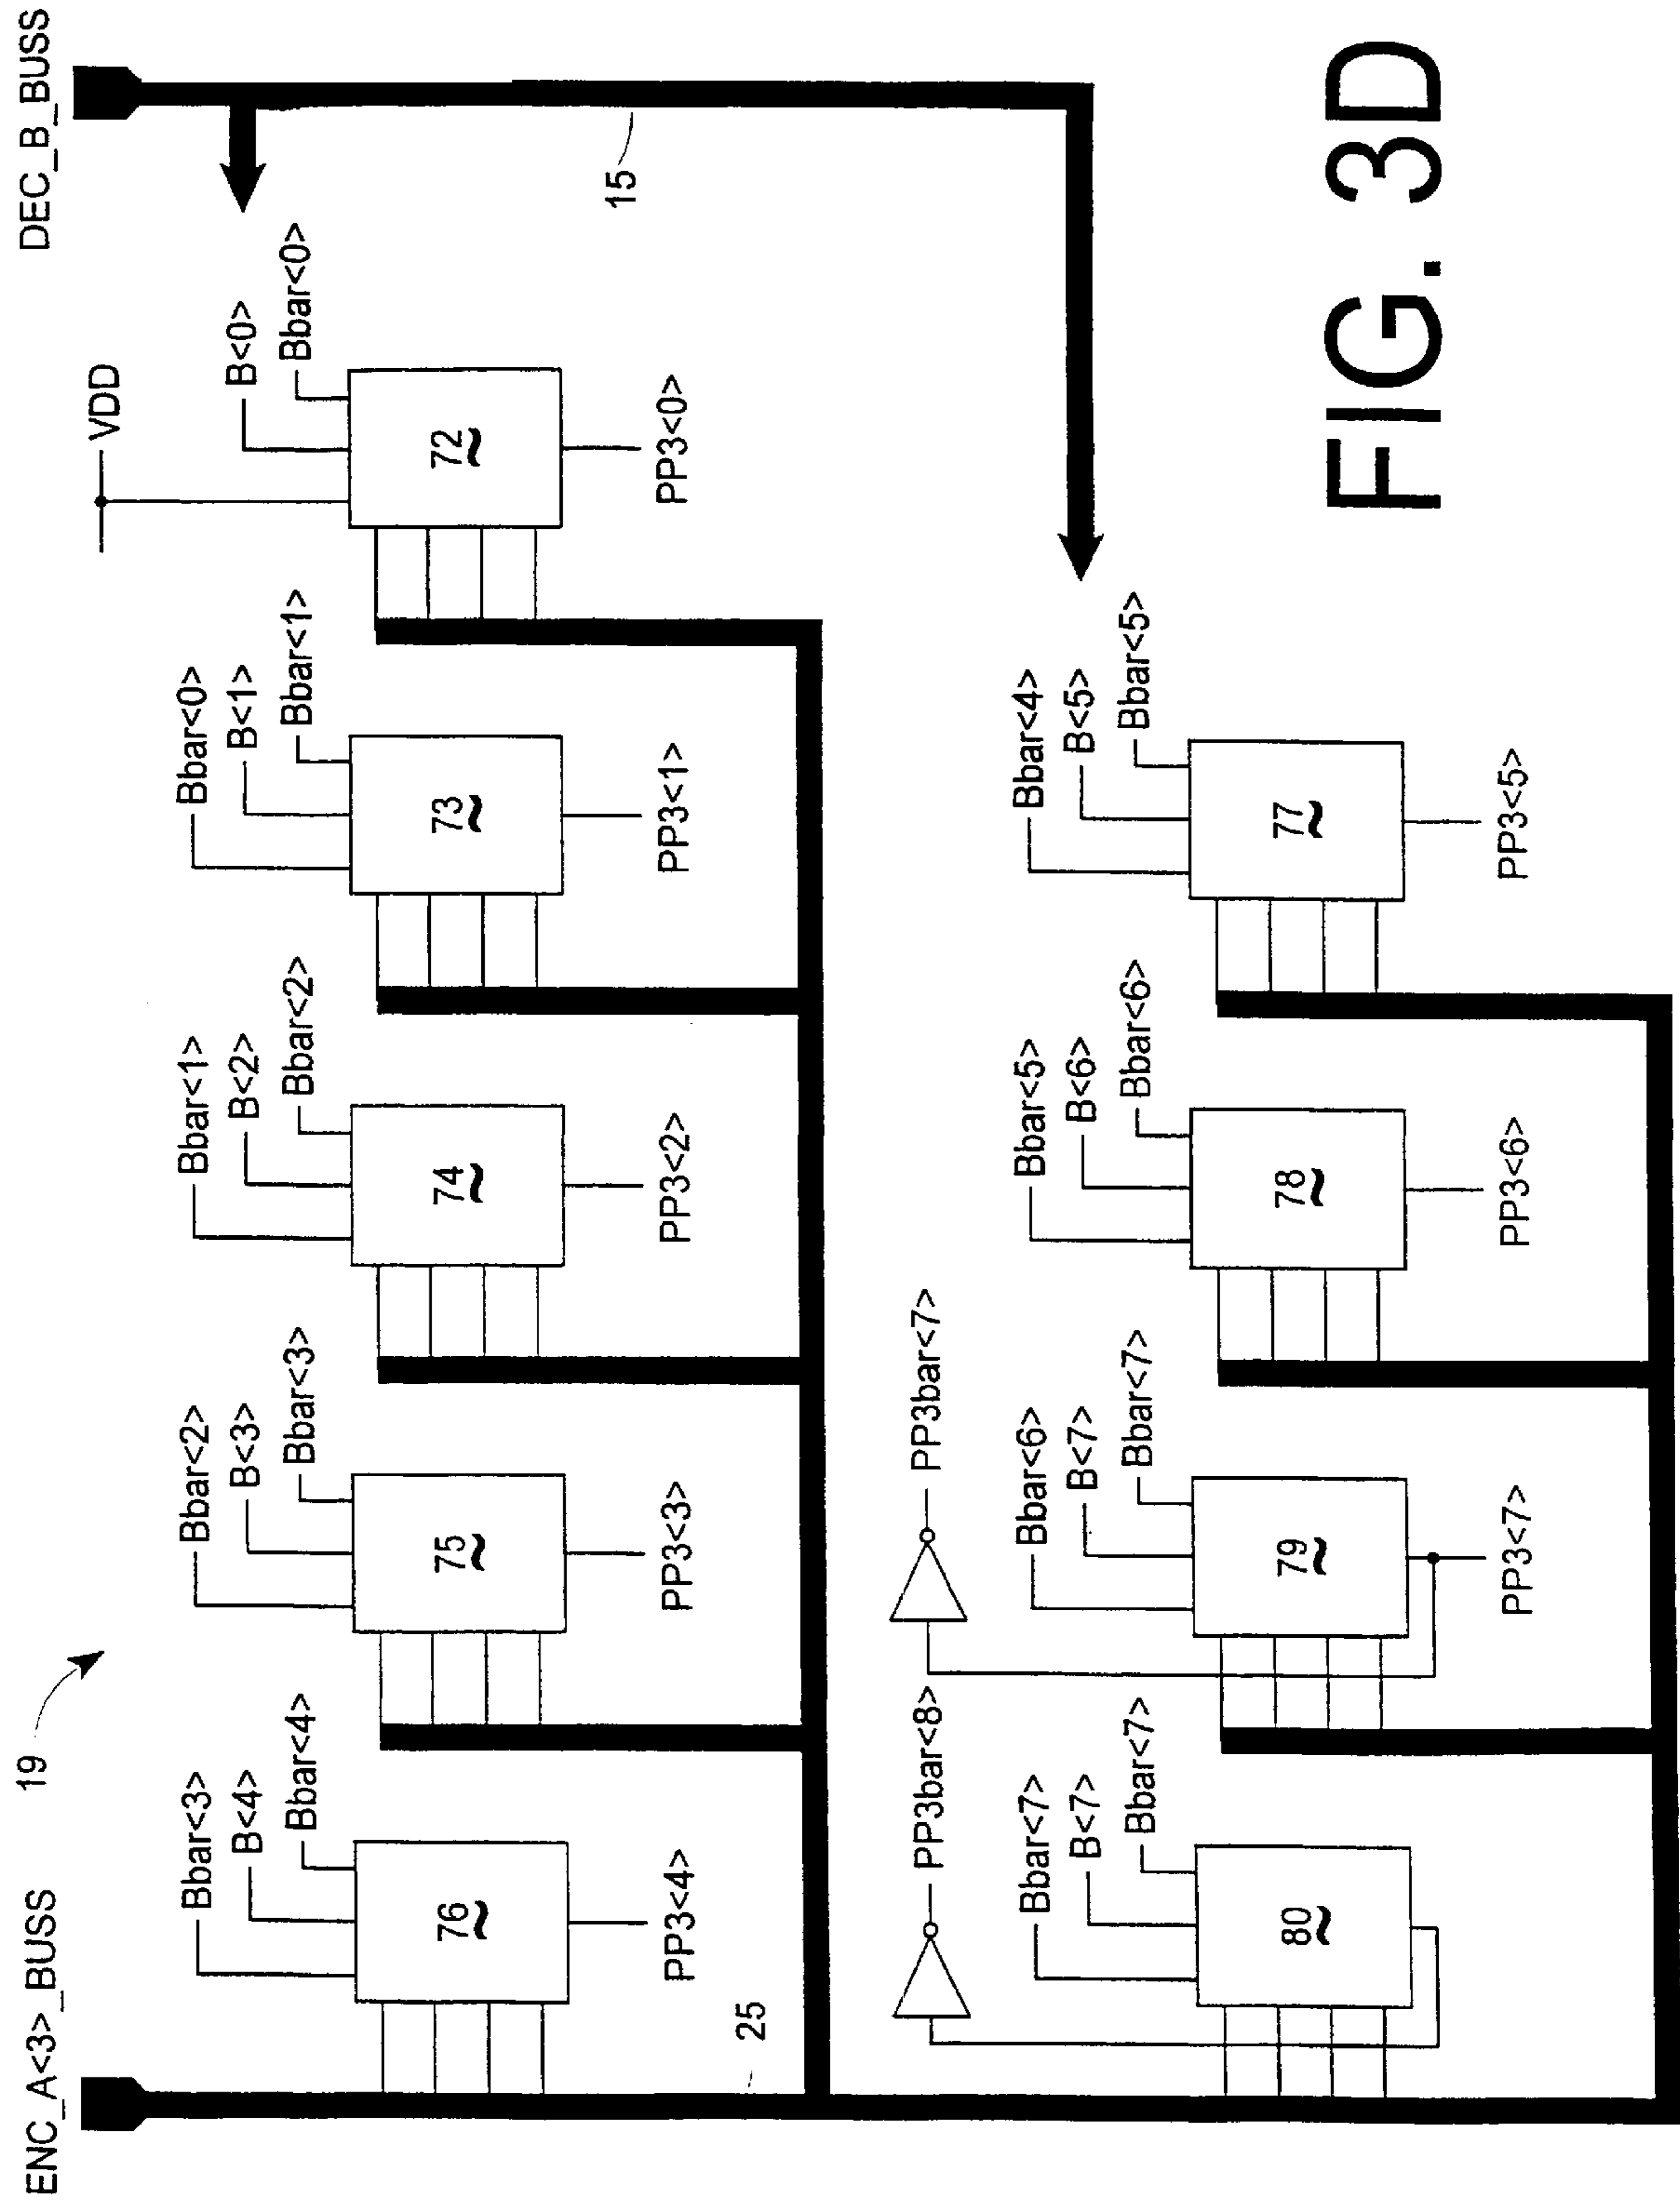 ENC_A<3>_BUSS
19
DEC_B_BUSS
VDD
Bbar<3>
B<4>
Bbar<4>
76
PP3<4>
Bbar<2>
B<3>
Bbar<3>
75
PP3<3>
Bbar<1>
B<2>
Bbar<2>
74
PP3<2>
Bbar<0>
B<1>
Bbar<1>
73
PP3<1>
B<0>
Bbar<0>
72
PP3<0>
15
25
PP3bar<8>
Bbar<7>
B<7>
Bbar<7>
80
PP3bar<7>
Bbar<6>
B<7>
Bbar<7>
79
PP3<7>
Bbar<5>
B<6>
Bbar<6>
78
PP3<6>
Bbar<4>
B<5>
Bbar<5>
77
PP3<5>
FIG. 3D